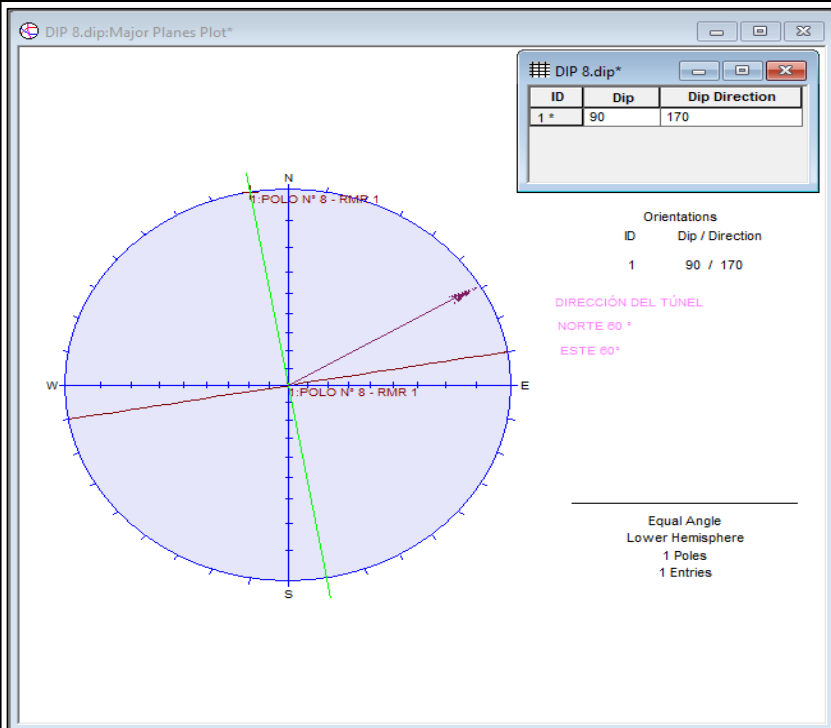 DIP 8.dip:Major Planes Plot*
DIP 8.dip*
ID Dip Dip Direction
1 * 90 170
N
1:POLO N° 8 - RMR 1
Orientations
ID Dip / Direction
1 90 / 170
DIRECCIÓN DEL TÚNEL
NORTE 60 °
ESTE 60°
W
E
1:POLO N° 8 - RMR 1
S
Equal Angle
Lower Hemisphere
1 Poles
1 Entries